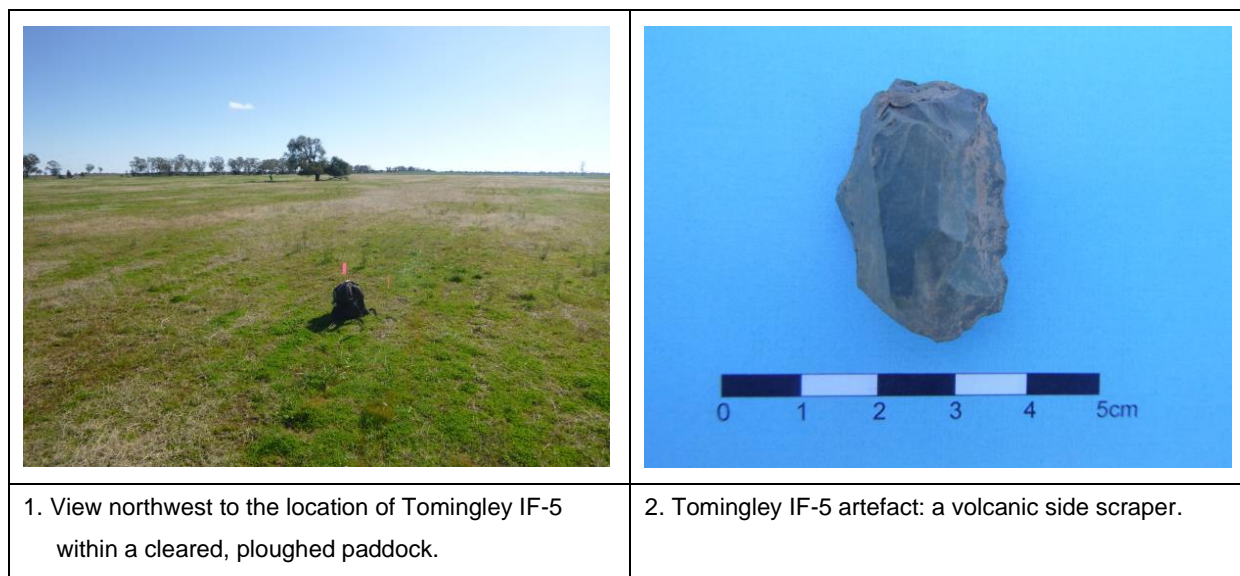 0 1 2 3 4 5cm
1. View northwest to the location of Tomingley IF-5
within a cleared, ploughed paddock.
2. Tomingley IF-5 artefact: a volcanic side scraper.